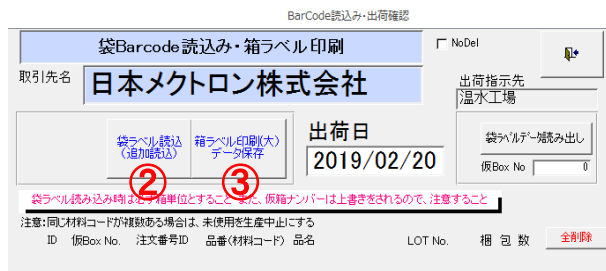 BarCode読込み・出荷確認
袋Barcode読込み・箱ラベル印刷
NoDel
取引先名
日本メクトロン株式会社
出荷指示先
温水工場
袋ラベル読込
(追加読込)
箱ラベル印刷(大)
データ保存
出荷日
2019/02/20
袋ラベルデータ読み出し
仮Box No 0
② ③
袋ラベル読み込み時は必ず箱単位とすること また、仮箱ナンバーは上書きをされるので、注意すること
注意:同じ材料コードが複数ある場合は、未使用を生産中止にする
ID 仮Box No. 注文番号ID 品番(材料コード) 品名 LOT No. 梱包数
全削除